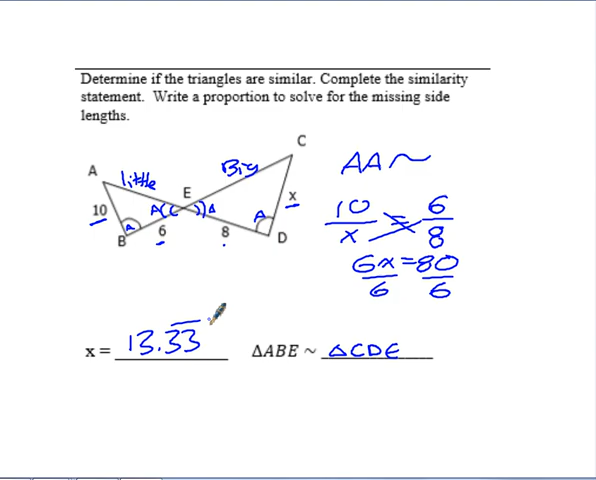 Determine if the triangles are similar. Complete the similarity
statement. Write a proportion to solve for the missing side
lengths.
C
A
little
Big
AA~
E
10
A
A
x
10/x = 6/8
A
B
6
8
D
6x = 80
6 6
x = 13.33
ΔABE ~ ΔCDE